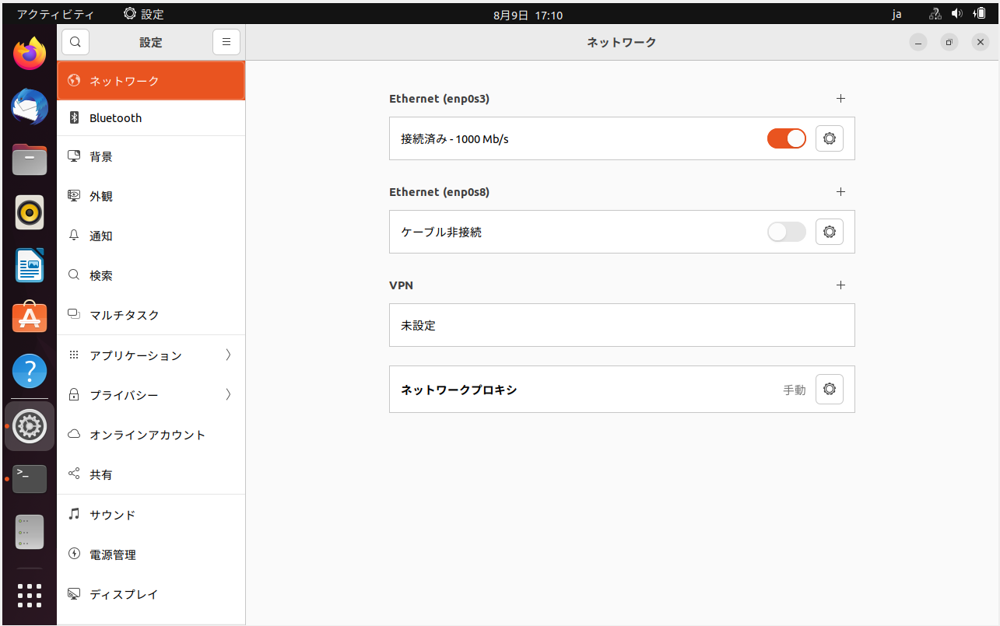 アクティビティ 設定 8月9日 17:10 ja
設定
ネットワーク
ネットワーク
Bluetooth
背景
外観
通知
検索
マルチタスク
アプリケーション
プライバシー
オンラインアカウント
共有
サウンド
電源管理
ディスプレイ
Ethernet (enp0s3)
接続済み - 1000 Mb/s
Ethernet (enp0s8)
ケーブル非接続
VPN
未設定
ネットワークプロキシ 手動